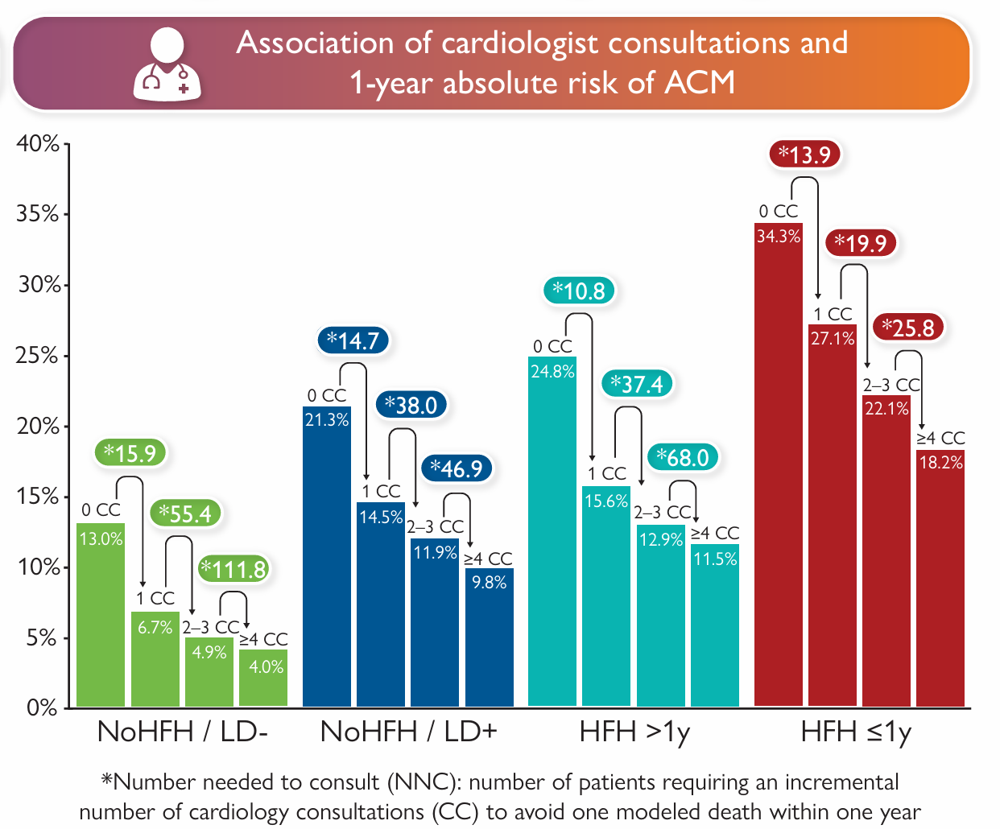 Association of cardiologist consultations and
1-year absolute risk of ACM
40%
35%
30%
25%
20%
15%
10%
5%
0%
*15.9
0 CC
13.0%
*55.4
1 CC
6.7%
*111.8
2–3 CC
4.9%
≥4 CC
4.0%
*14.7
0 CC
21.3%
*38.0
1 CC
14.5%
*46.9
2–3 CC
11.9%
≥4 CC
9.8%
*10.8
0 CC
24.8%
*37.4
1 CC
15.6%
*68.0
2–3 CC
12.9%
≥4 CC
11.5%
*13.9
0 CC
34.3%
*19.9
1 CC
27.1%
*25.8
2–3 CC
22.1%
≥4 CC
18.2%
NoHFH / LD-
NoHFH / LD+
HFH >1y
HFH ≤1y
*Number needed to consult (NNC): number of patients requiring an incremental
number of cardiology consultations (CC) to avoid one modeled death within one year